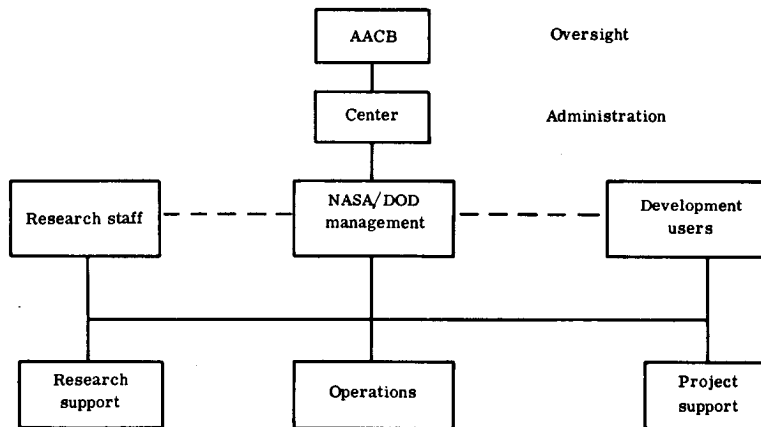 AACB
Oversight
Center
Administration
Research staff
NASA/DOD
management
Development
users
Research
support
Operations
Project
support